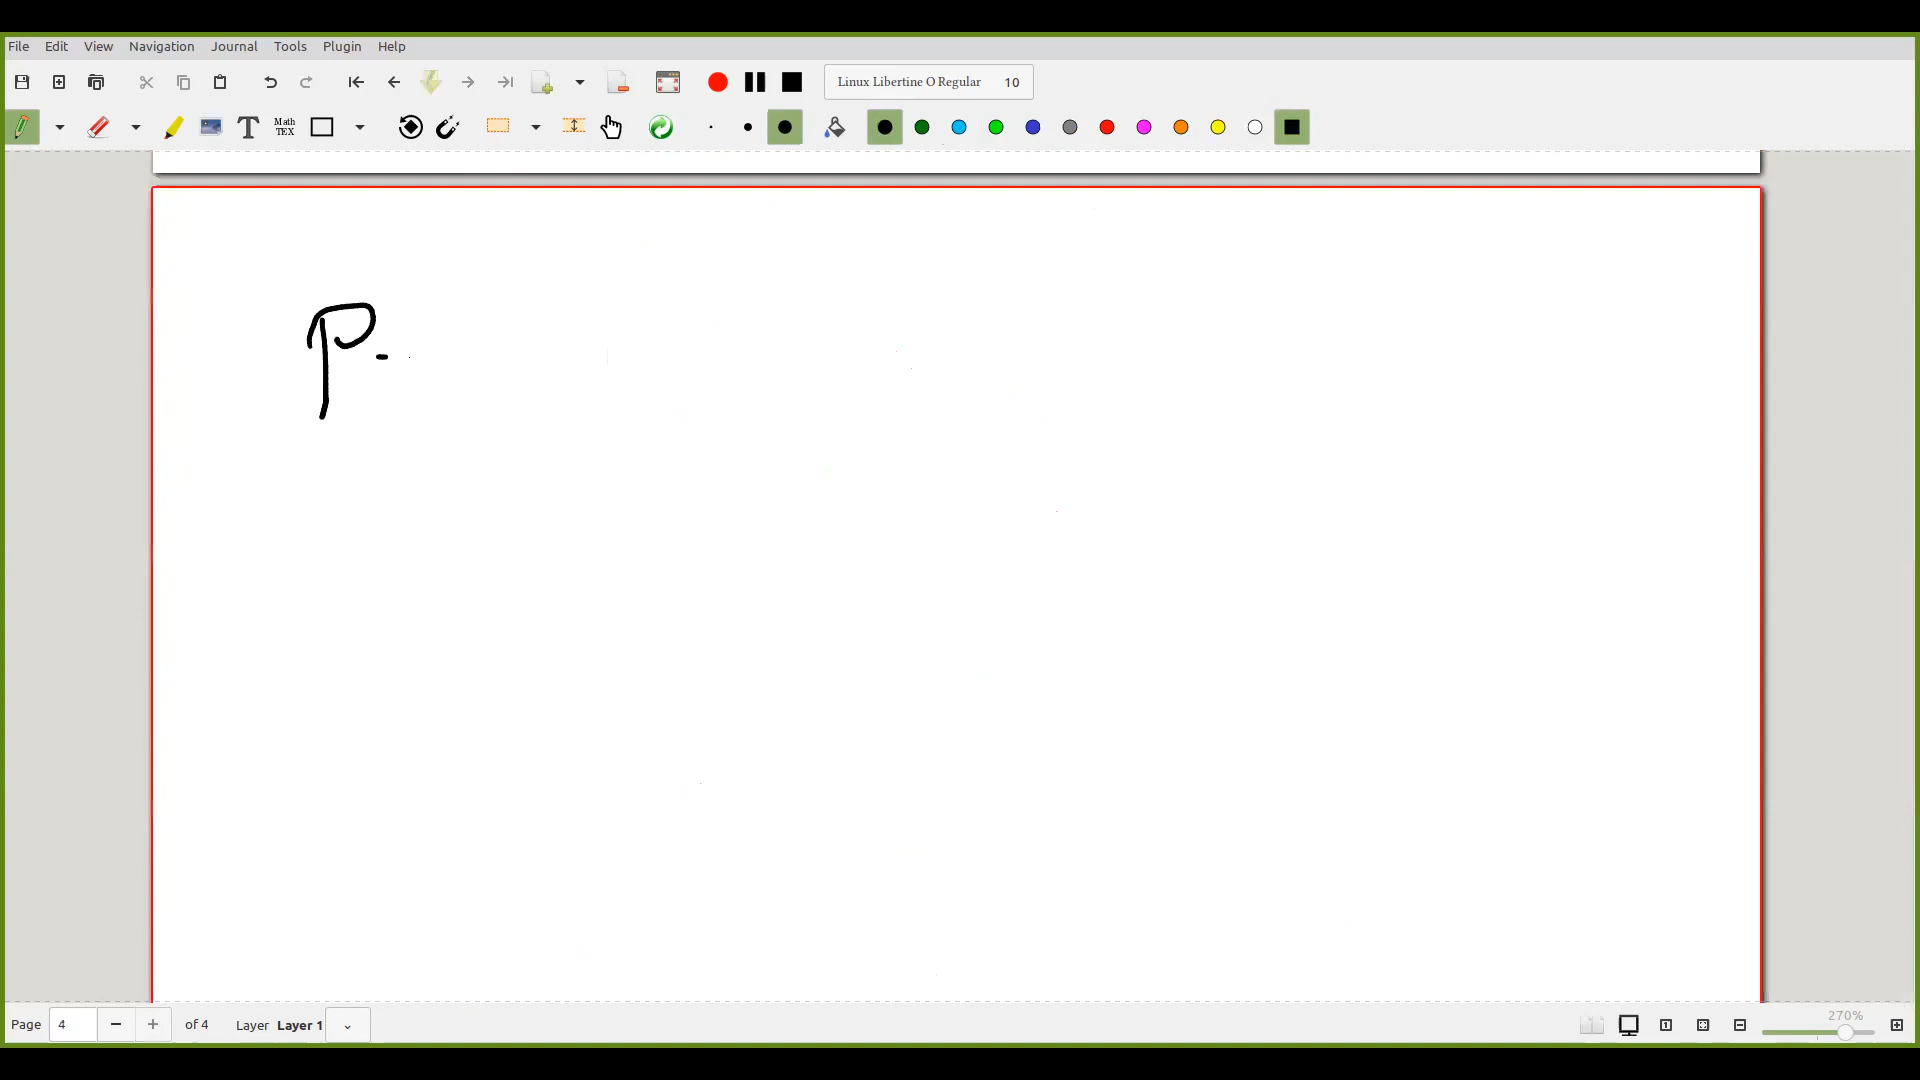 File Edit View Navigation Journal Tools Plugin Help
Linux Libertine O Regular 10
T Math TEX
P-
Page 4 of 4 Layer Layer 1 270%